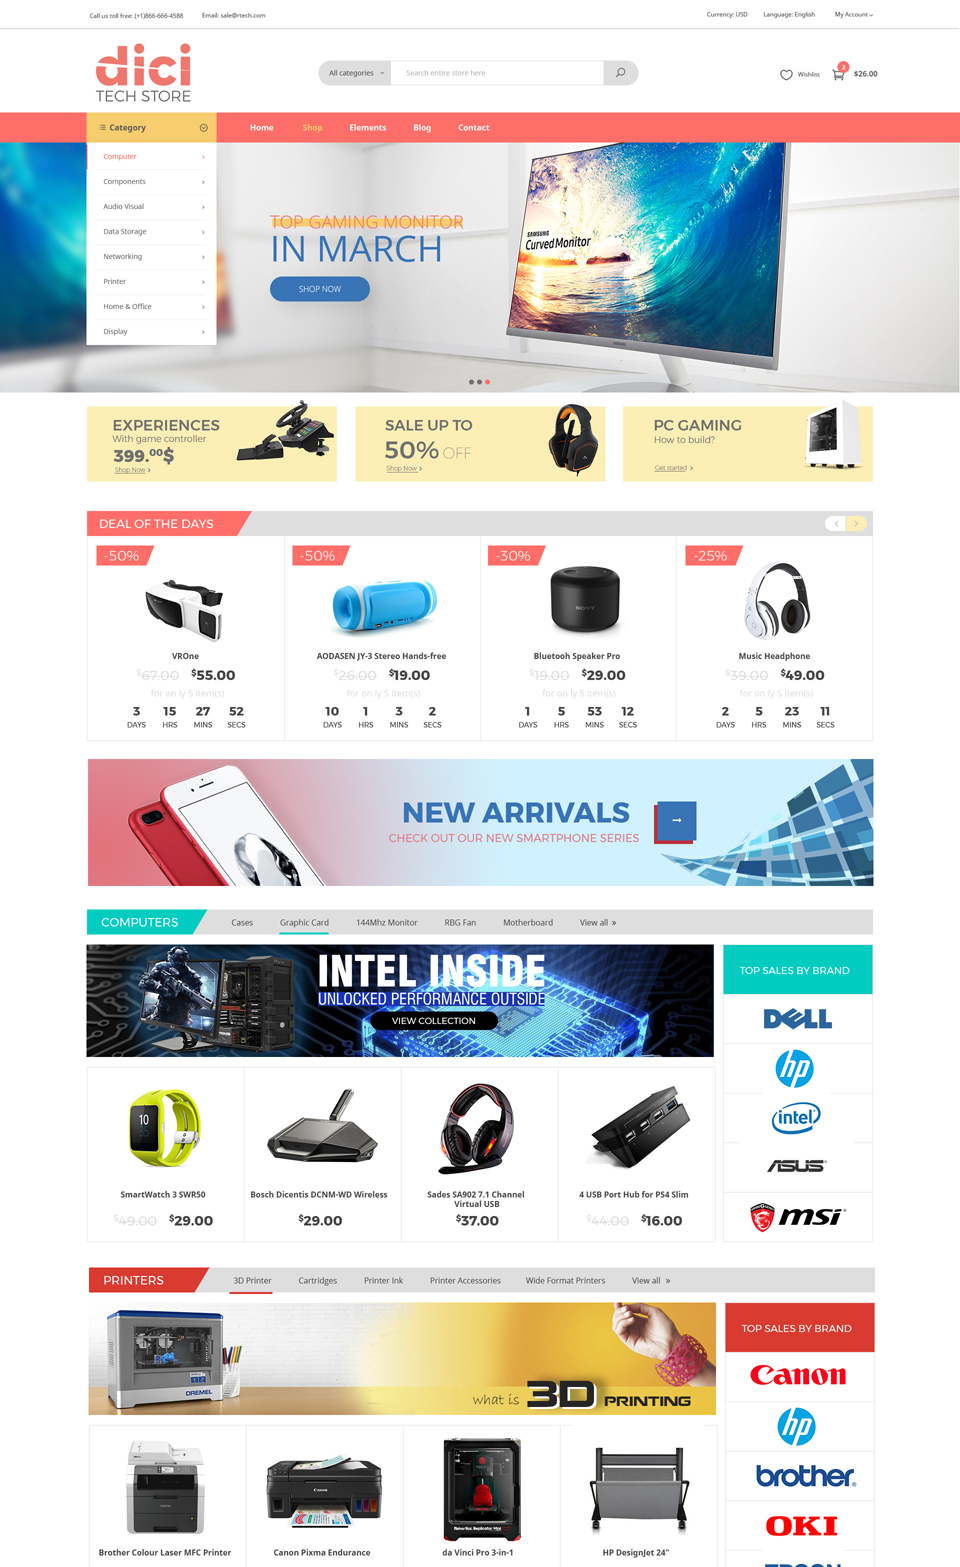 Call us toll free: (+1)866-666-4588 Email: sale@rtech.com Currency: USD Language: English My Account
dici
TECH STORE
All categories Search entire store here Wishlist 2 $26.00
Category Home Shop Elements Blog Contact
Computer
Components
Audio Visual
Data Storage
Networking
Printer
Home & Office
Display
TOP GAMING MONITOR
IN MARCH
SHOP NOW
SAMSUNG
Curved Monitor
SAMSUNG
EXPERIENCES
With game controller
399.00$
Shop Now
SALE UP TO
50% OFF
Shop Now
PC GAMING
How to build?
Get started
DEAL OF THE DAYS
-50% -50% -30% -25%
SONY
VROne AODASEN JY-3 Stereo Hands-free Bluetooh Speaker Pro Music Headphone
$67.00 $55.00 $26.00 $19.00 $19.00 $29.00 $39.00 $49.00
for on ly 5 item(s) for on ly 5 item(s) for on ly 5 item(s) for on ly 5 item(s)
3 15 27 52 10 1 3 2 1 5 53 12 2 5 23 11
DAYS HRS MINS SECS DAYS HRS MINS SECS DAYS HRS MINS SECS DAYS HRS MINS SECS
NEW ARRIVALS
CHECK OUT OUR NEW SMARTPHONE SERIES
COMPUTERS Cases Graphic Card 144Mhz Monitor RBG Fan Motherboard View all »
INTEL INSIDE
UNLOCKED PERFORMANCE OUTSIDE
VIEW COLLECTION
TOP SALES BY BRAND
DELL
hp
intel
ASUS
msi
10
SmartWatch 3 SWR50 Bosch Dicentis DCNM-WD Wireless Sades SA902 7.1 Channel Virtual USB 4 USB Port Hub for PS4 Slim
$49.00 $29.00 $29.00 $37.00 $44.00 $16.00
PRINTERS 3D Printer Cartridges Printer Ink Printer Accessories Wide Format Printers View all »
DREMEL
what is 3D PRINTING
TOP SALES BY BRAND
Canon
hp
brother
OKI
EPSON
Canon
MakerBot Replicator Mini
Brother Colour Laser MFC Printer Canon Pixma Endurance da Vinci Pro 3-in-1 HP DesignJet 24"